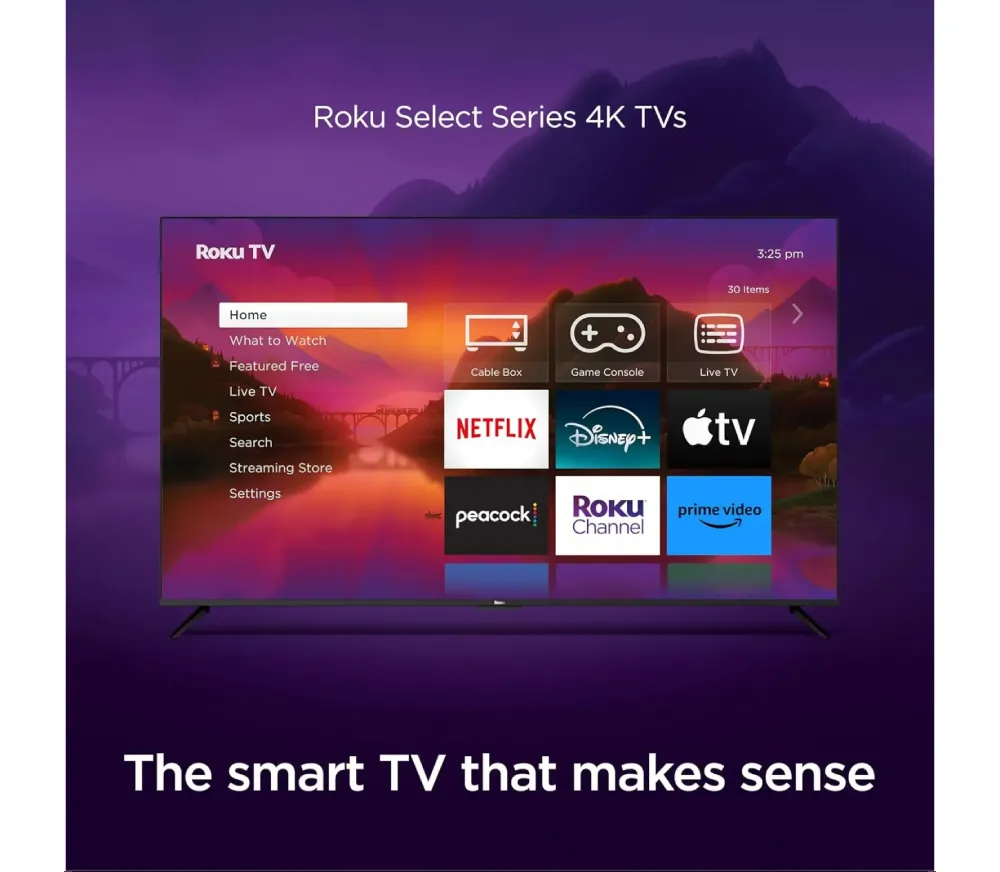 Roku Select Series 4K TVs
Roku TV
3:25 pm
30 Items
Home
What to Watch
Featured Free
Live TV
Sports
Search
Streaming Store
Settings
Cable Box
Game Console
Live TV
NETFLIX
Disney+
tv
peacock
Roku
Channel
prime video
Roku
The smart TV that makes sense